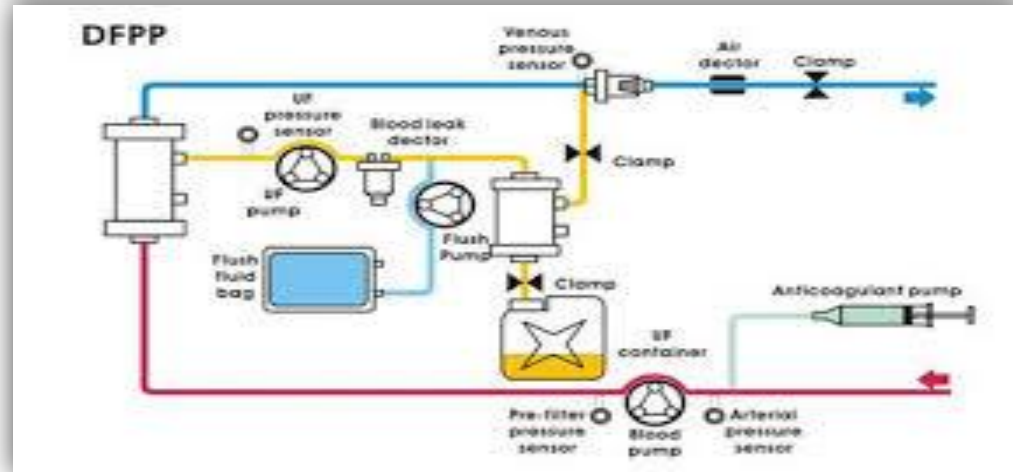 DFPP
Venous
pressure
sensor
Air
dector
Clamp
UF
pressure
sensor
Blood leak
dector
Clamp
UF
pump
Flush
Pump
Flush
fluid
bag
Clamp
Anticoagulant pump
UF
container
Pre-filter
pressure
sensor
Blood
pump
Arterial
pressure
sensor